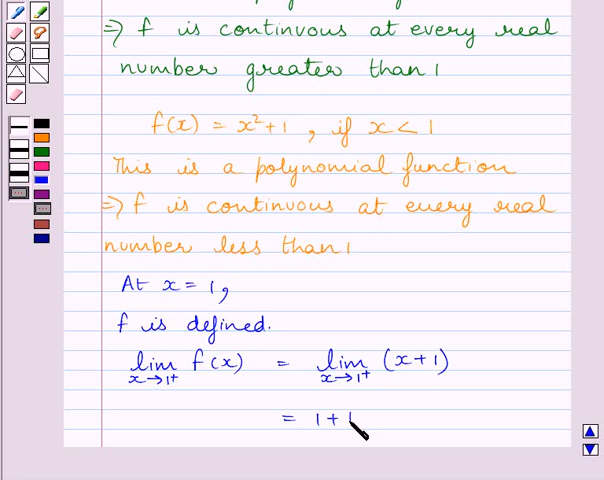 ⇒ f is continuous at every real
number greater than 1
f(x) = x²+1 , if x < 1
This is a polynomial function
⇒ f is continuous at every real
number less than 1
At x = 1,
f is defined.
lim f(x) = lim (x+1)
x→1⁺ x→1⁺
= 1+1